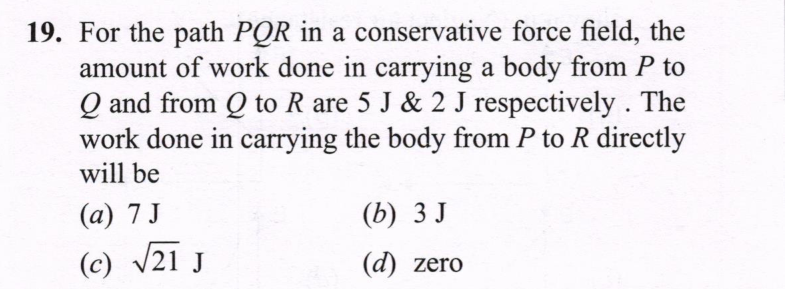 19. For the path PQR in a conservative force field, the
amount of work done in carrying a body from P to
Q and from Q to R are 5 J & 2 J respectively . The
work done in carrying the body from P to R directly
will be
(a) 7 J (b) 3 J
(c) √21 J (d) zero